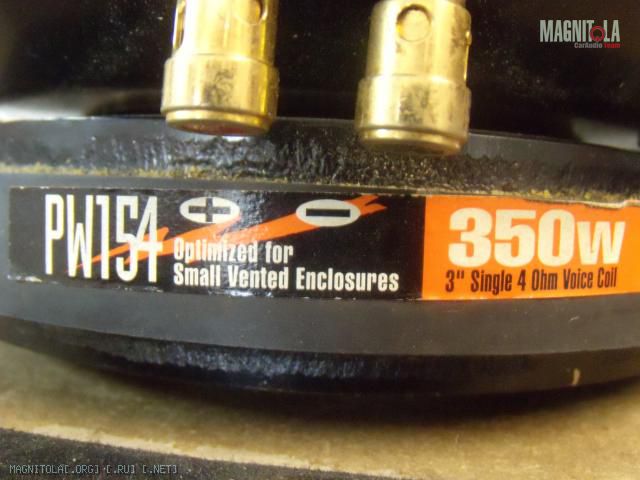 MAGNITOLA
CarAudio Team
PW154
+ -
Optimized for
Small Vented Enclosures
350W
3" Single 4 Ohm Voice Coil
MAGNITOLA[.ORG] [.RU] [.NET]